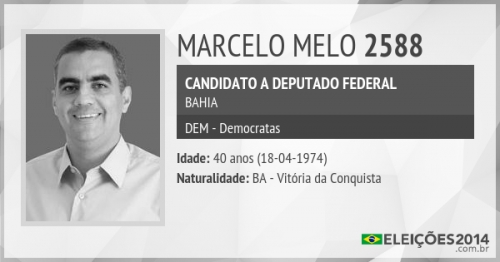 MARCELO MELO 2588
CANDIDATO A DEPUTADO FEDERAL
BAHIA
DEM - Democratas
Idade: 40 anos (18-04-1974)
Naturalidade: BA - Vitória da Conquista
ELEIÇÕES2014
.com.br